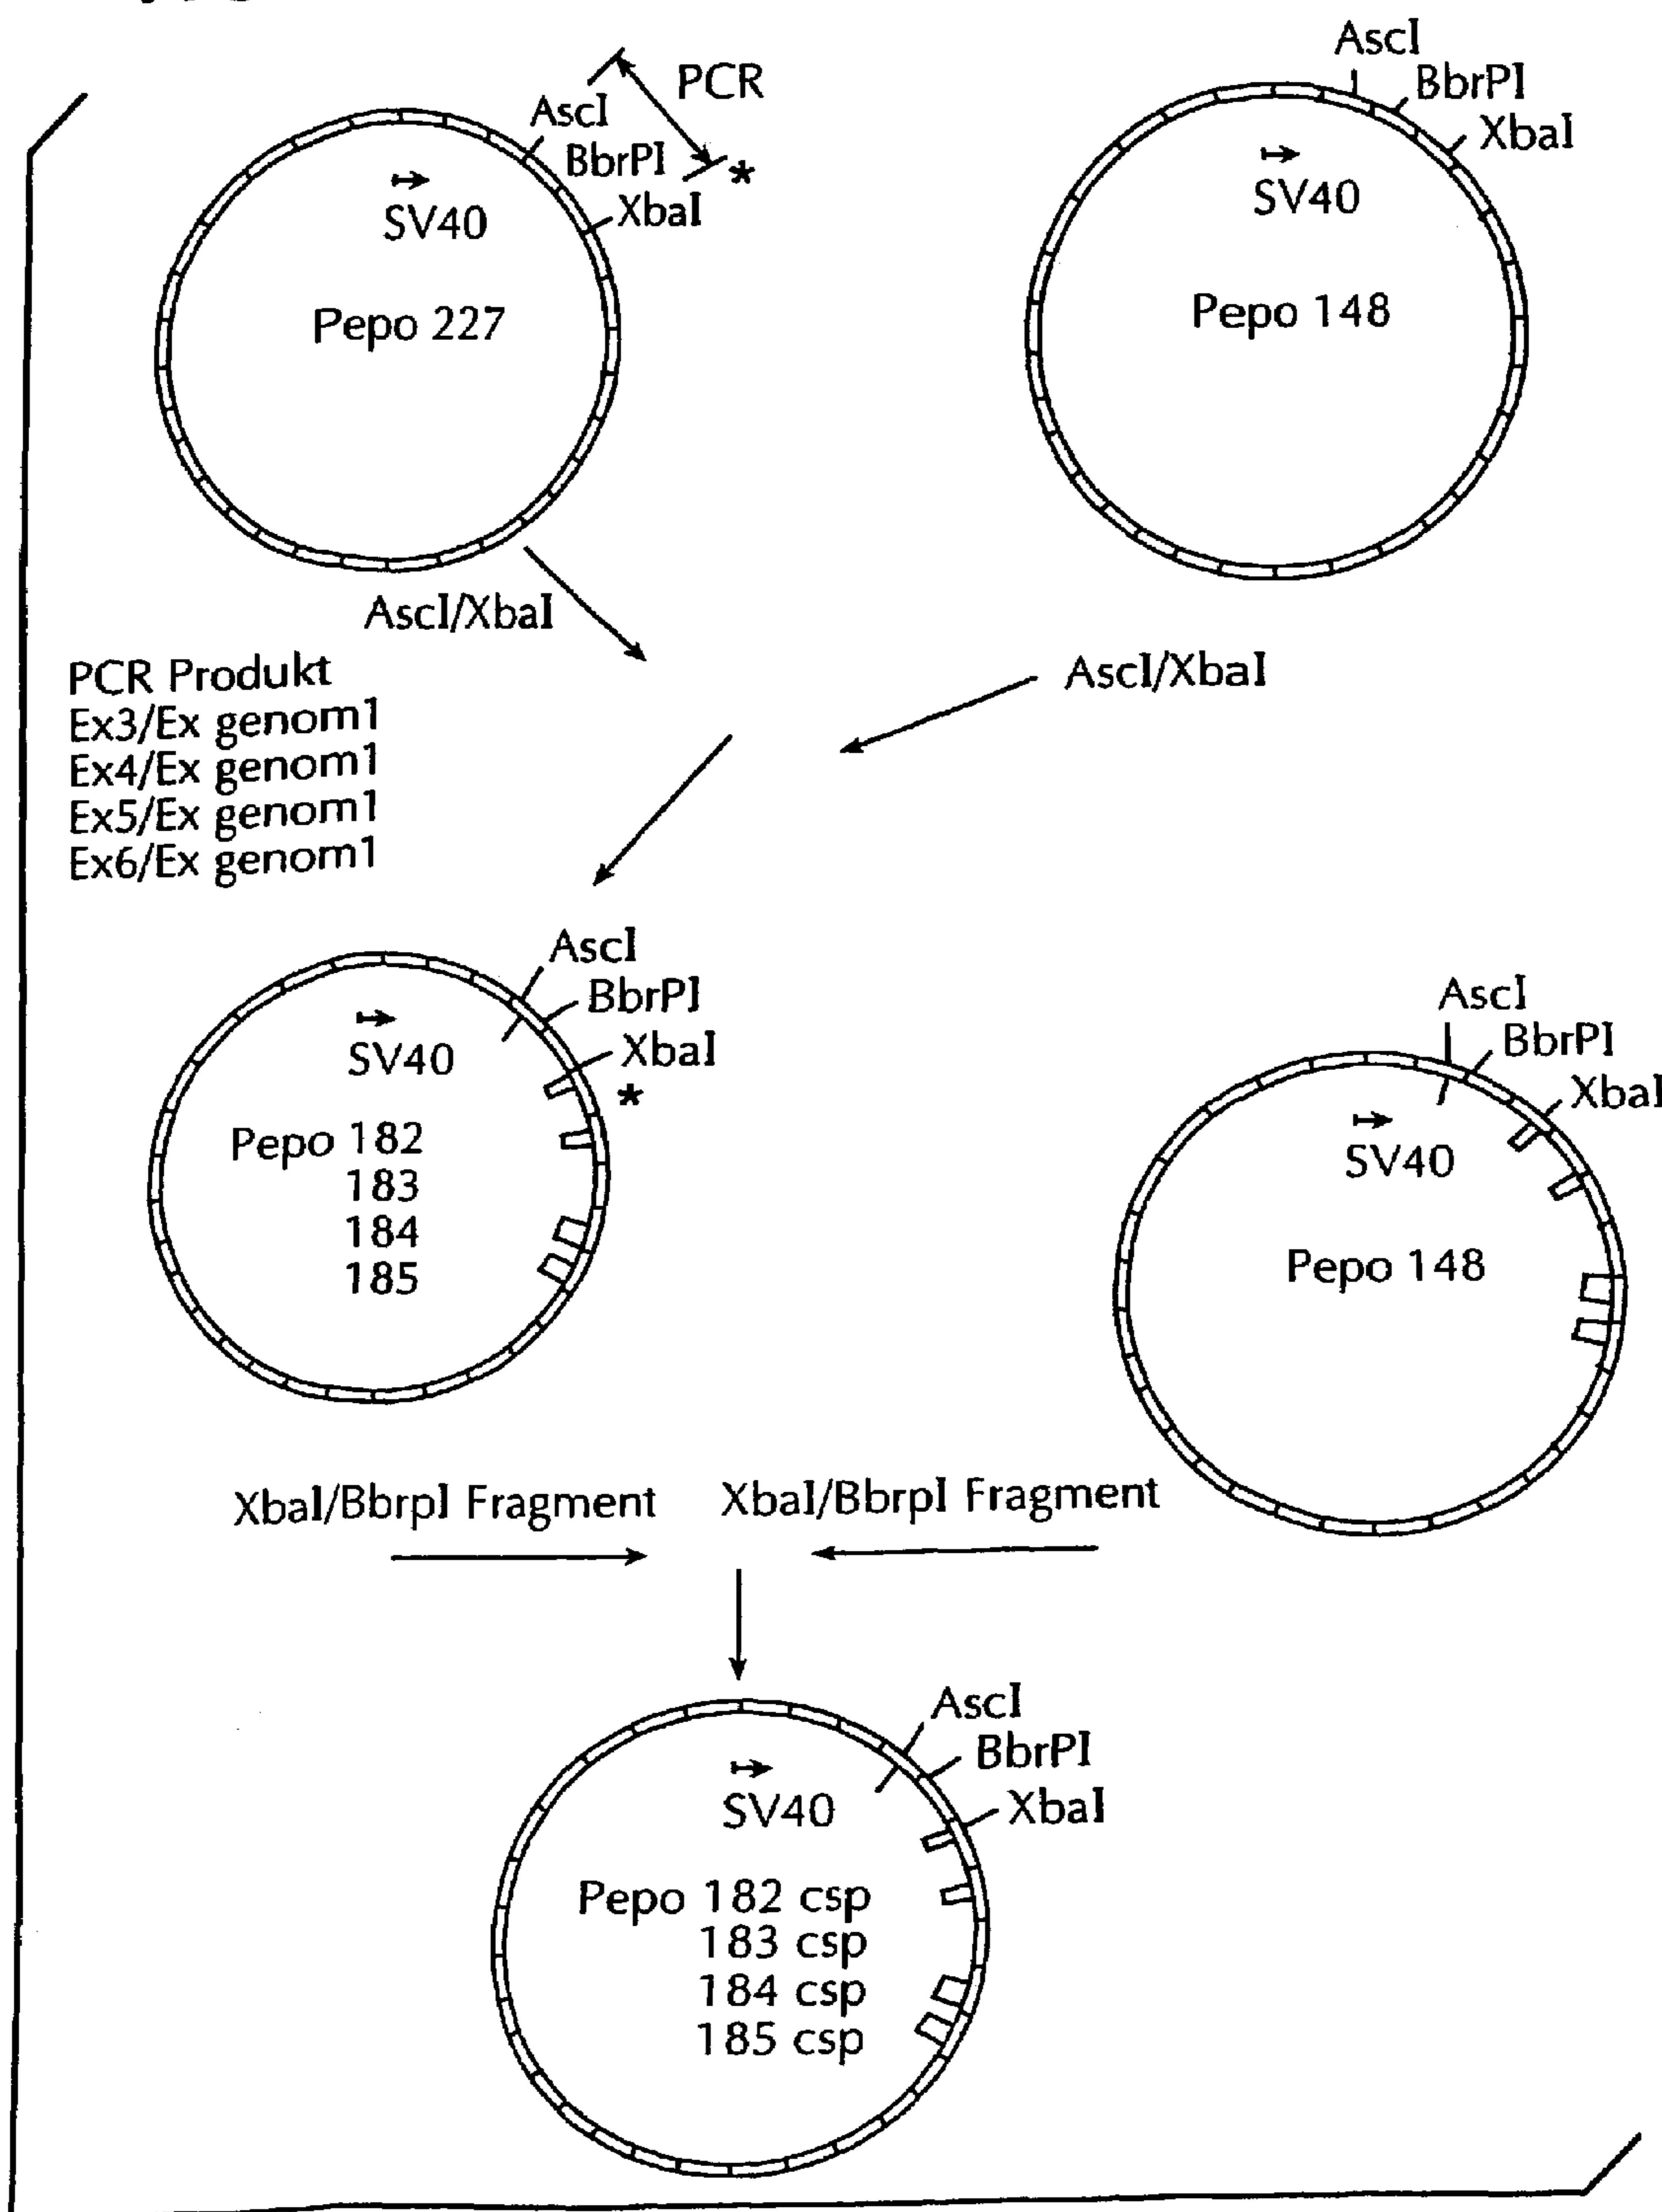 PCR
AscI
BbrPI
*
XbaI
SV40
Pepo 227
AscI
BbrPI
XbaI
SV40
Pepo 148
AscI/XbaI
AscI/XbaI
PCR Produkt
Ex3/Ex genom1
Ex4/Ex genom1
Ex5/Ex genom1
Ex6/Ex genom1
AscI
BbrPI
XbaI
*
SV40
Pepo 182
183
184
185
AscI
BbrPI
XbaI
SV40
Pepo 148
XbaI/BbrpI Fragment
XbaI/BbrpI Fragment
AscI
BbrPI
XbaI
SV40
Pepo 182 csp
183 csp
184 csp
185 csp